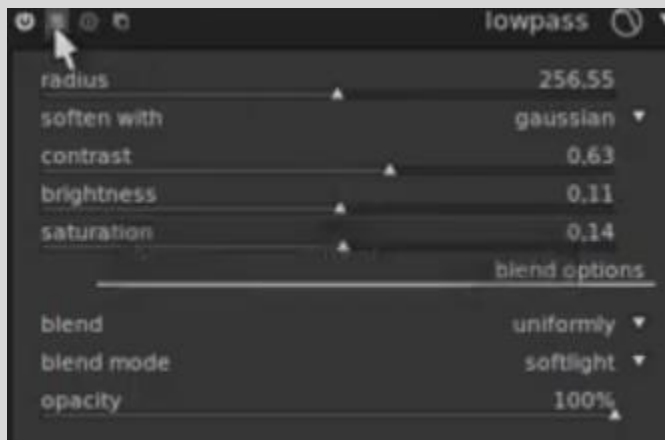 lowpass
radius 256,55
soften with gaussian
contrast 0,63
brightness 0,11
saturation 0,14
blend options
blend uniformly
blend mode softlight
opacity 100%